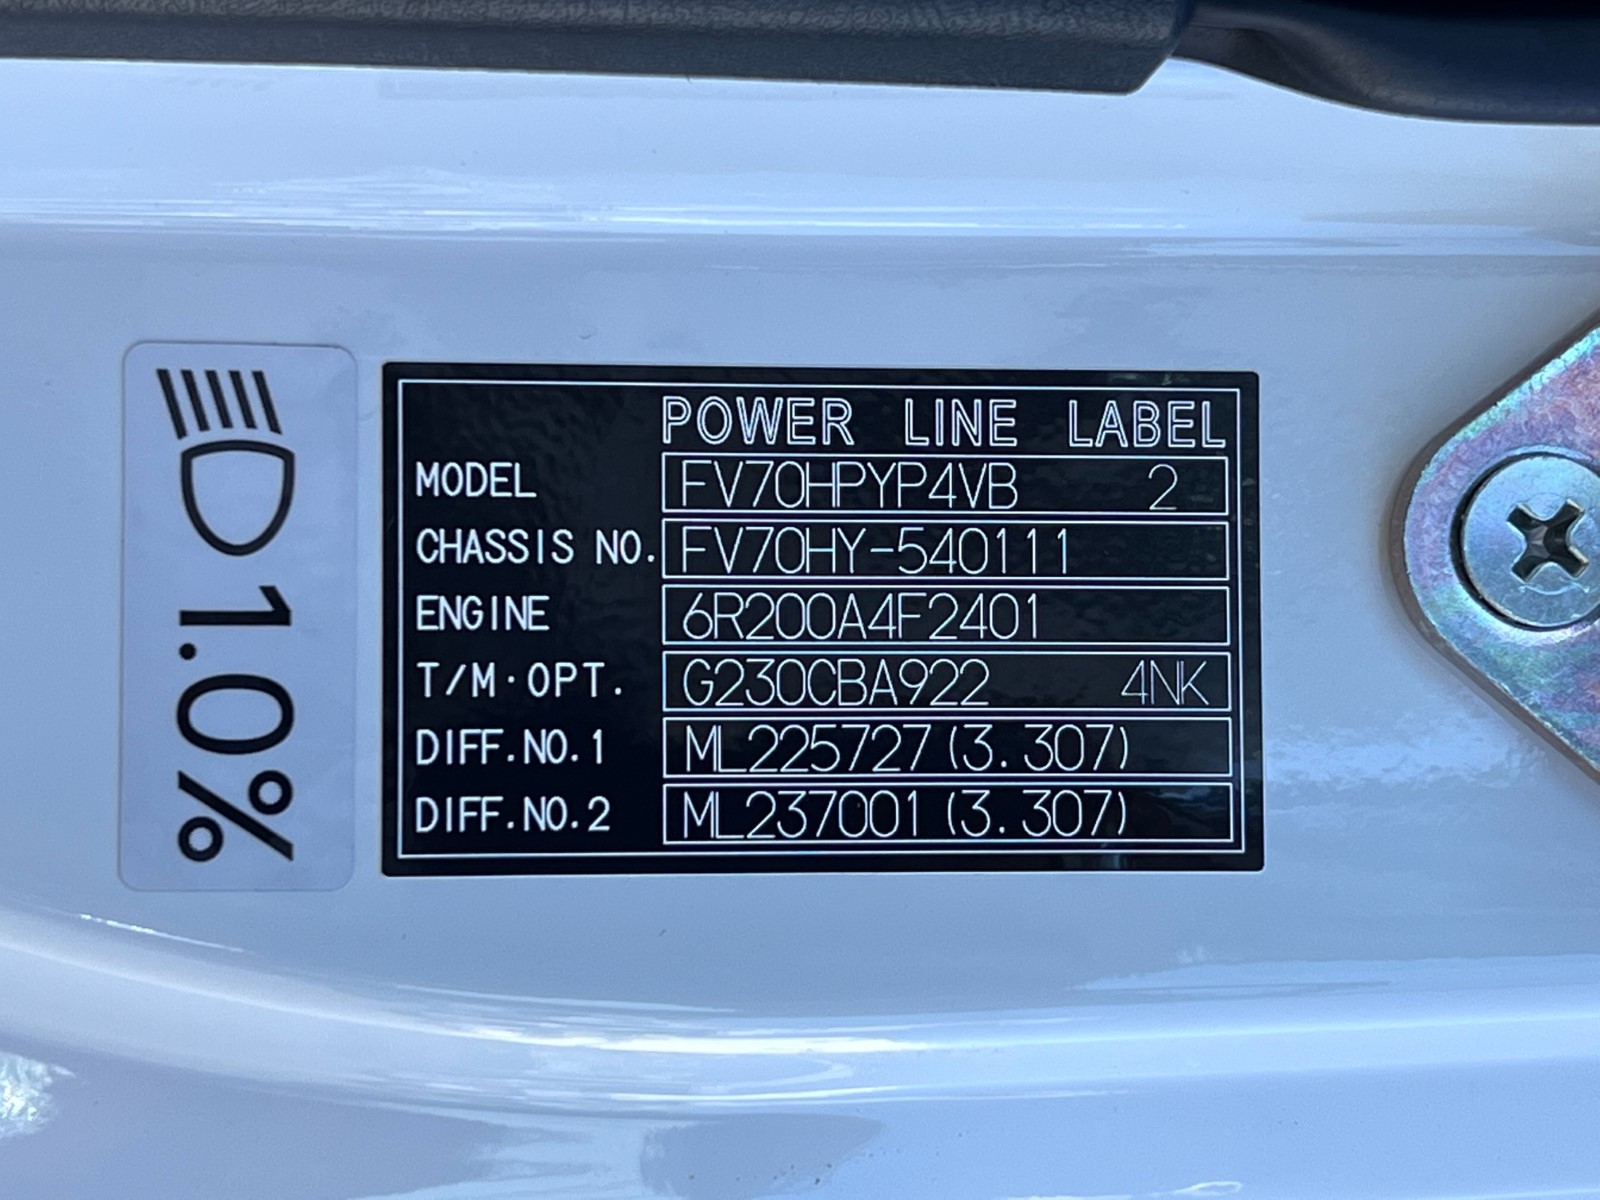 1.0%
POWER LINE LABEL
MODEL FV70HPYP4VB 2
CHASSIS NO. FV70HY-540111
ENGINE 6R200A4F2401
T/M·OPT. G230CBA922 4NK
DIFF.NO.1 ML225727(3.307)
DIFF.NO.2 ML237001(3.307)